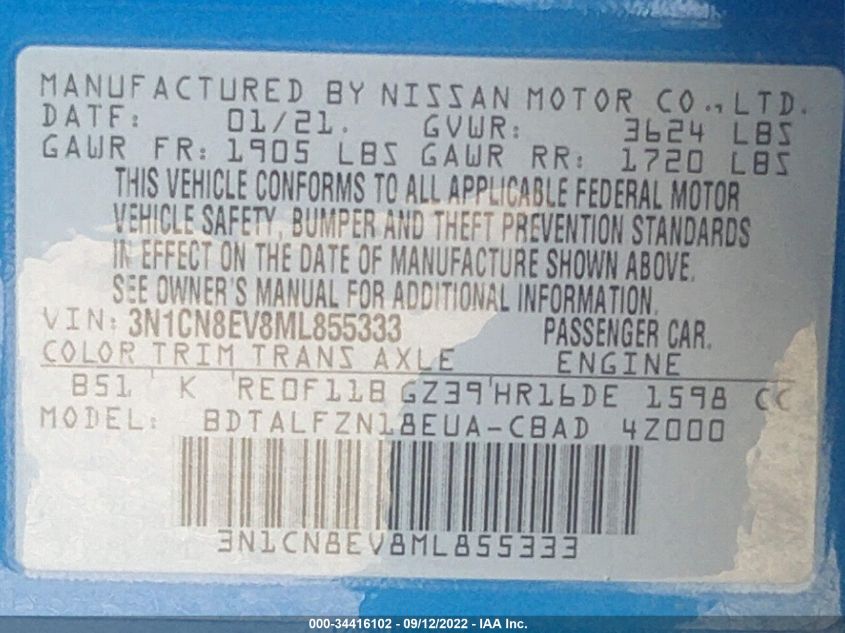 MANUFACTURED BY NISSAN MOTOR CO., LTD.
DATE: 01/21. GVWR: 3624 LBS
GAWR FR: 1905 LBS GAWR RR: 1720 LBS
THIS VEHICLE CONFORMS TO ALL APPLICABLE FEDERAL MOTOR
VEHICLE SAFETY, BUMPER AND THEFT PREVENTION STANDARDS
IN EFFECT ON THE DATE OF MANUFACTURE SHOWN ABOVE.
SEE OWNER'S MANUAL FOR ADDITIONAL INFORMATION.
VIN: 3N1CN8EV8ML855333 PASSENGER CAR.
COLOR TRIM TRANS AXLE ENGINE
B51 K RE0F11B GZ39 HR16DE 1598 CC
MODEL: BDTALFZN18EUA-CBAD 4Z000
3N1CN8EV8ML855333
000-34416102 - 09/12/2022 - IAA Inc.